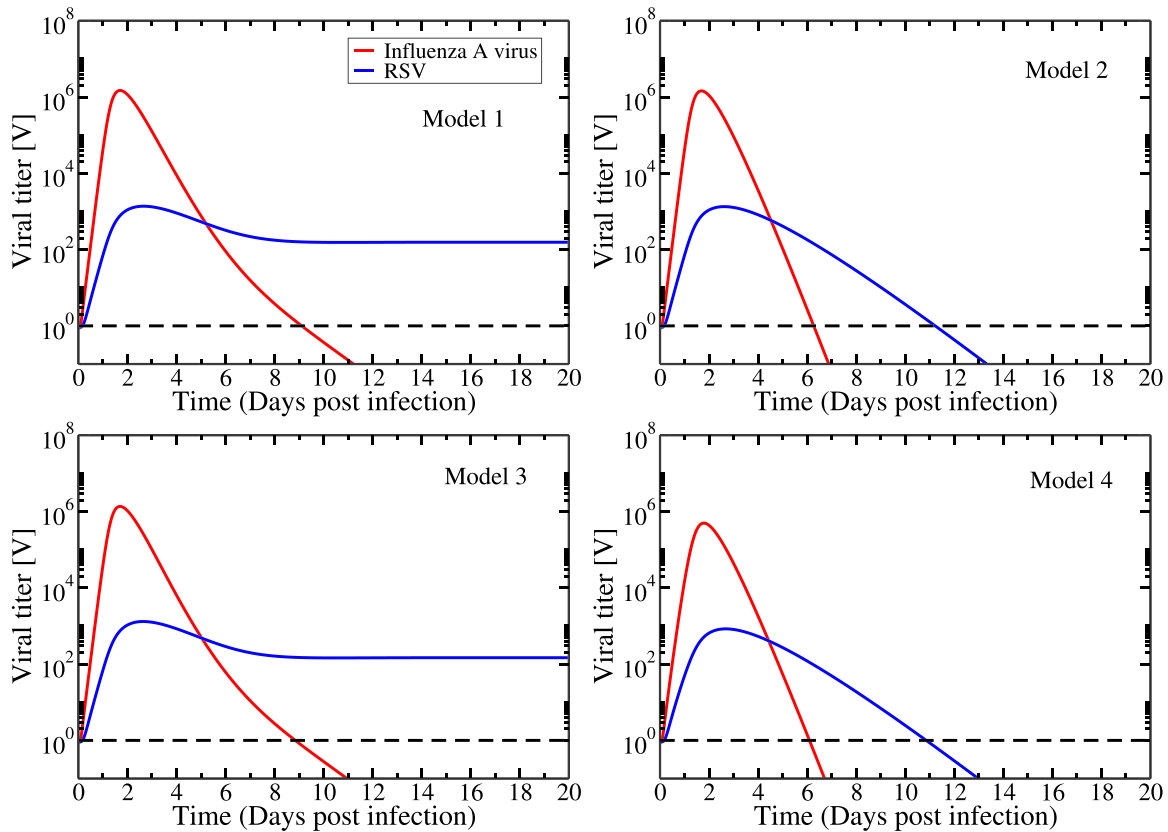 10^8
10^6
10^4
10^2
10^0
Viral titer [V]
Influenza A virus
RSV
Model 1
0 2 4 6 8 10 12 14 16 18 20
Time (Days post infection)
10^8
10^6
10^4
10^2
10^0
Viral titer [V]
Model 2
0 2 4 6 8 10 12 14 16 18 20
Time (Days post infection)
10^8
10^6
10^4
10^2
10^0
Viral titer [V]
Model 3
0 2 4 6 8 10 12 14 16 18 20
Time (Days post infection)
10^8
10^6
10^4
10^2
10^0
Viral titer [V]
Model 4
0 2 4 6 8 10 12 14 16 18 20
Time (Days post infection)